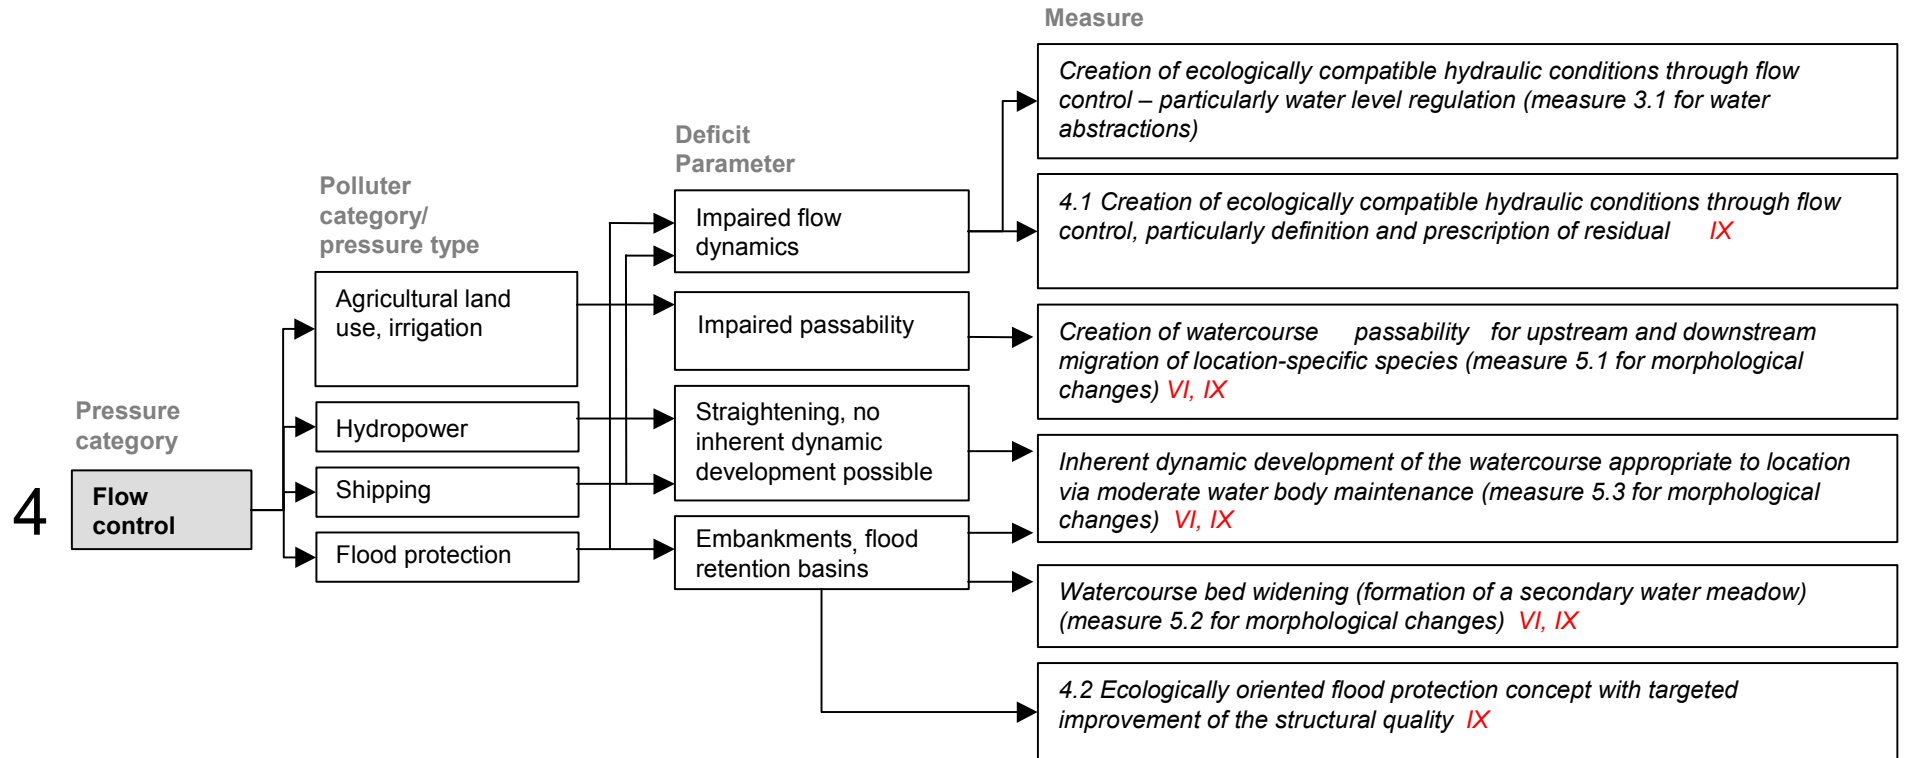 Measure
Creation of ecologically compatible hydraulic conditions through flow
control – particularly water level regulation (measure 3.1 for water
abstractions)
Deficit
Parameter
Polluter
category/
pressure type
Impaired flow
dynamics
4.1 Creation of ecologically compatible hydraulic conditions through flow
control, particularly definition and prescription of residual IX
Agricultural land
use, irrigation
Impaired passability
Creation of watercourse passability for upstream and downstream
migration of location-specific species (measure 5.1 for morphological
changes) VI, IX
Pressure
category
Hydropower
Straightening, no
inherent dynamic
development possible
Inherent dynamic development of the watercourse appropriate to location
via moderate water body maintenance (measure 5.3 for morphological
changes) VI, IX
4
Flow
control
Shipping
Flood protection
Embankments, flood
retention basins
Watercourse bed widening (formation of a secondary water meadow)
(measure 5.2 for morphological changes) VI, IX
4.2 Ecologically oriented flood protection concept with targeted
improvement of the structural quality IX